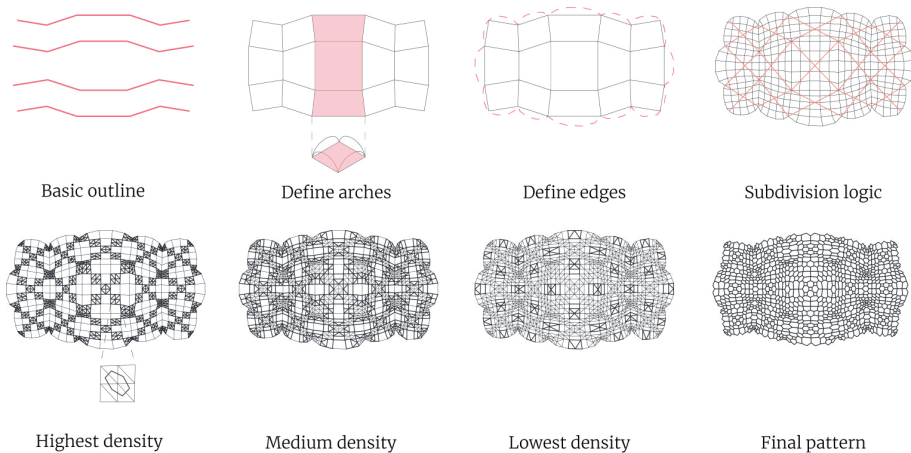 Basic outline
Define arches
Define edges
Subdivision logic
Highest density
Medium density
Lowest density
Final pattern